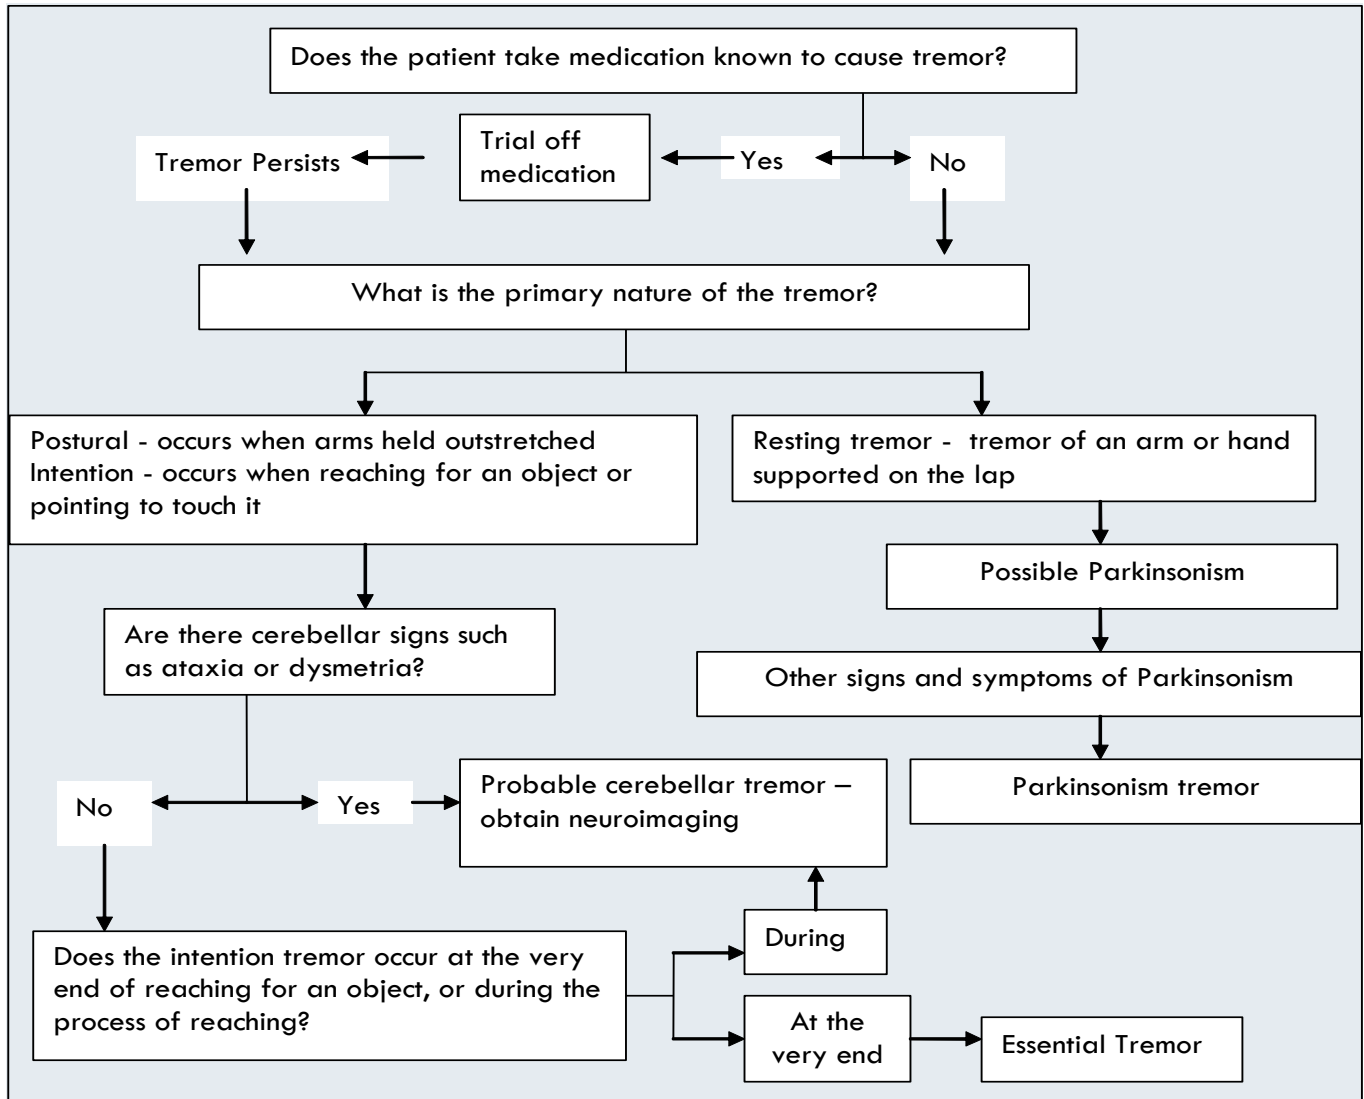 Does the patient take medication known to cause tremor?
Trial off
medication
Tremor Persists
Yes
No
What is the primary nature of the tremor?
Postural - occurs when arms held outstretched
Intention - occurs when reaching for an object or
pointing to touch it
Resting tremor - tremor of an arm or hand
supported on the lap
Possible Parkinsonism
Are there cerebellar signs such
as ataxia or dysmetria?
Other signs and symptoms of Parkinsonism
Parkinsonism tremor
No
Yes
Probable cerebellar tremor –
obtain neuroimaging
Does the intention tremor occur at the very
end of reaching for an object, or during the
process of reaching?
During
At the
very end
Essential Tremor